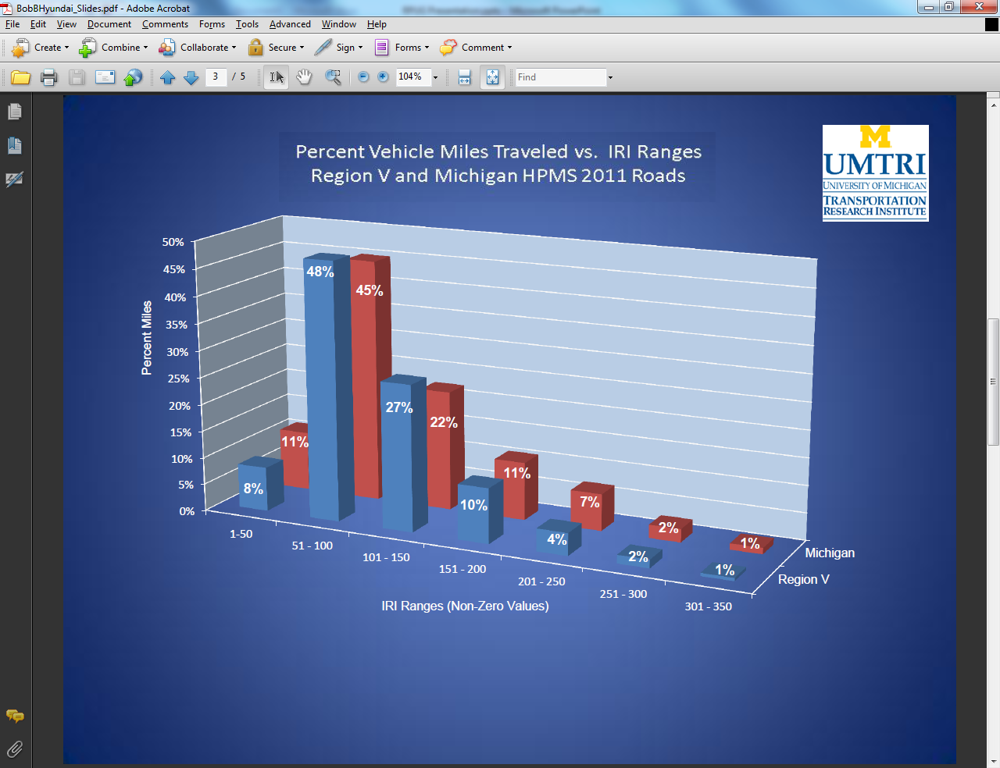 BobBHyundai_Slides.pdf - Adobe Acrobat
File Edit View Document Comments Forms Tools Advanced Window Help
Create Combine Collaborate Secure Sign Forms Comment
3 / 5 104% Find
Percent Vehicle Miles Traveled vs. IRI Ranges
Region V and Michigan HPMS 2011 Roads
M
UMTRI
UNIVERSITY OF MICHIGAN
TRANSPORTATION
RESEARCH INSTITUTE
Percent Miles
50%
45%
40%
35%
30%
25%
20%
15%
10%
5%
0%
48%
45%
27%
22%
11%
11%
8%
10%
7%
4%
2%
2%
1%
1%
1-50
51 - 100
101 - 150
151 - 200
201 - 250
251 - 300
301 - 350
Michigan
Region V
IRI Ranges (Non-Zero Values)